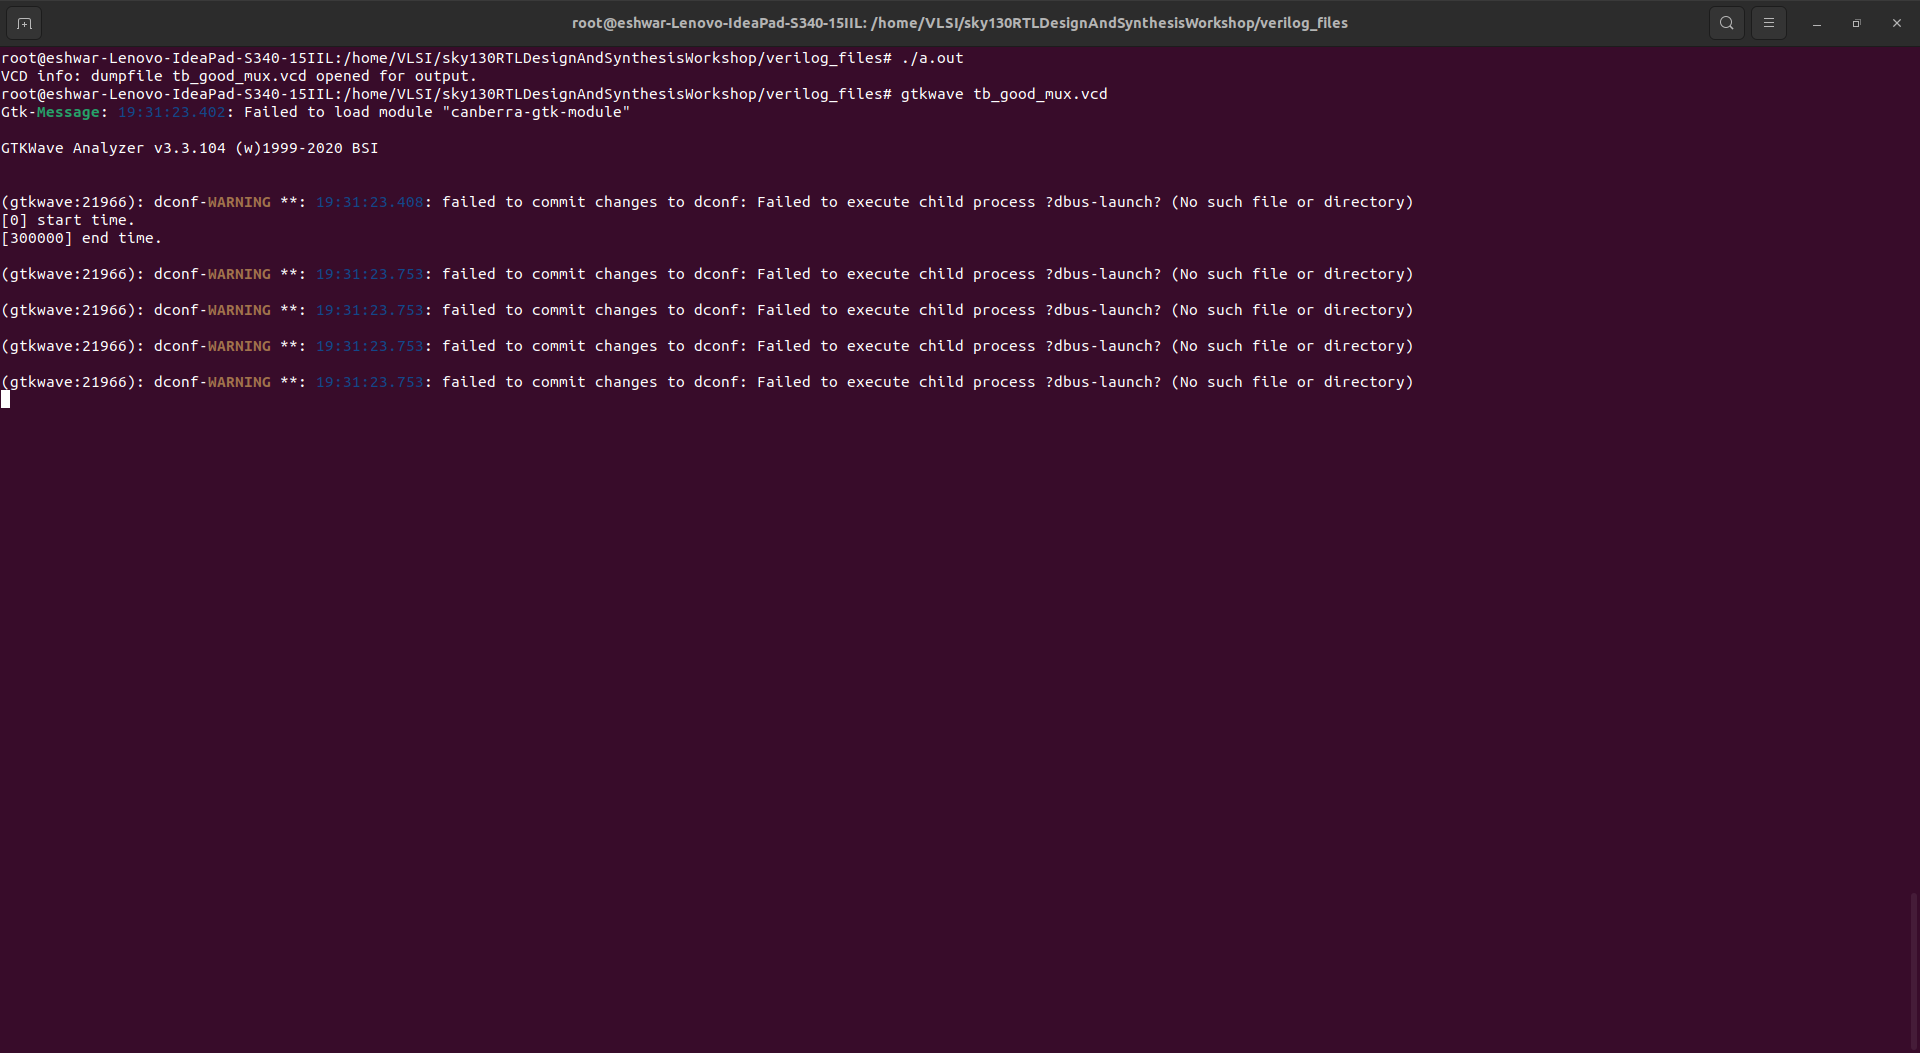 root@eshwar-Lenovo-IdeaPad-S340-15IIL: /home/VLSI/sky130RTLDesignAndSynthesisWorkshop/verilog_files
root@eshwar-Lenovo-IdeaPad-S340-15IIL:/home/VLSI/sky130RTLDesignAndSynthesisWorkshop/verilog_files# ./a.out
VCD info: dumpfile tb_good_mux.vcd opened for output.
root@eshwar-Lenovo-IdeaPad-S340-15IIL:/home/VLSI/sky130RTLDesignAndSynthesisWorkshop/verilog_files# gtkwave tb_good_mux.vcd
Gtk-Message: 19:31:23.402: Failed to load module "canberra-gtk-module"
GTKWave Analyzer v3.3.104 (w)1999-2020 BSI
(gtkwave:21966): dconf-WARNING **: 19:31:23.408: failed to commit changes to dconf: Failed to execute child process ?dbus-launch? (No such file or directory)
[0] start time.
[300000] end time.
(gtkwave:21966): dconf-WARNING **: 19:31:23.753: failed to commit changes to dconf: Failed to execute child process ?dbus-launch? (No such file or directory)
(gtkwave:21966): dconf-WARNING **: 19:31:23.753: failed to commit changes to dconf: Failed to execute child process ?dbus-launch? (No such file or directory)
(gtkwave:21966): dconf-WARNING **: 19:31:23.753: failed to commit changes to dconf: Failed to execute child process ?dbus-launch? (No such file or directory)
(gtkwave:21966): dconf-WARNING **: 19:31:23.753: failed to commit changes to dconf: Failed to execute child process ?dbus-launch? (No such file or directory)